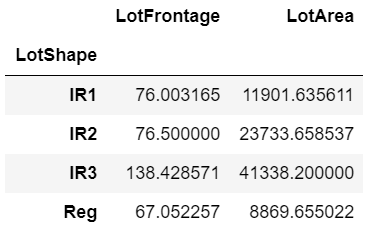 LotFrontage LotArea
LotShape
IR1 76.003165 11901.635611
IR2 76.500000 23733.658537
IR3 138.428571 41338.200000
Reg 67.052257 8869.655022